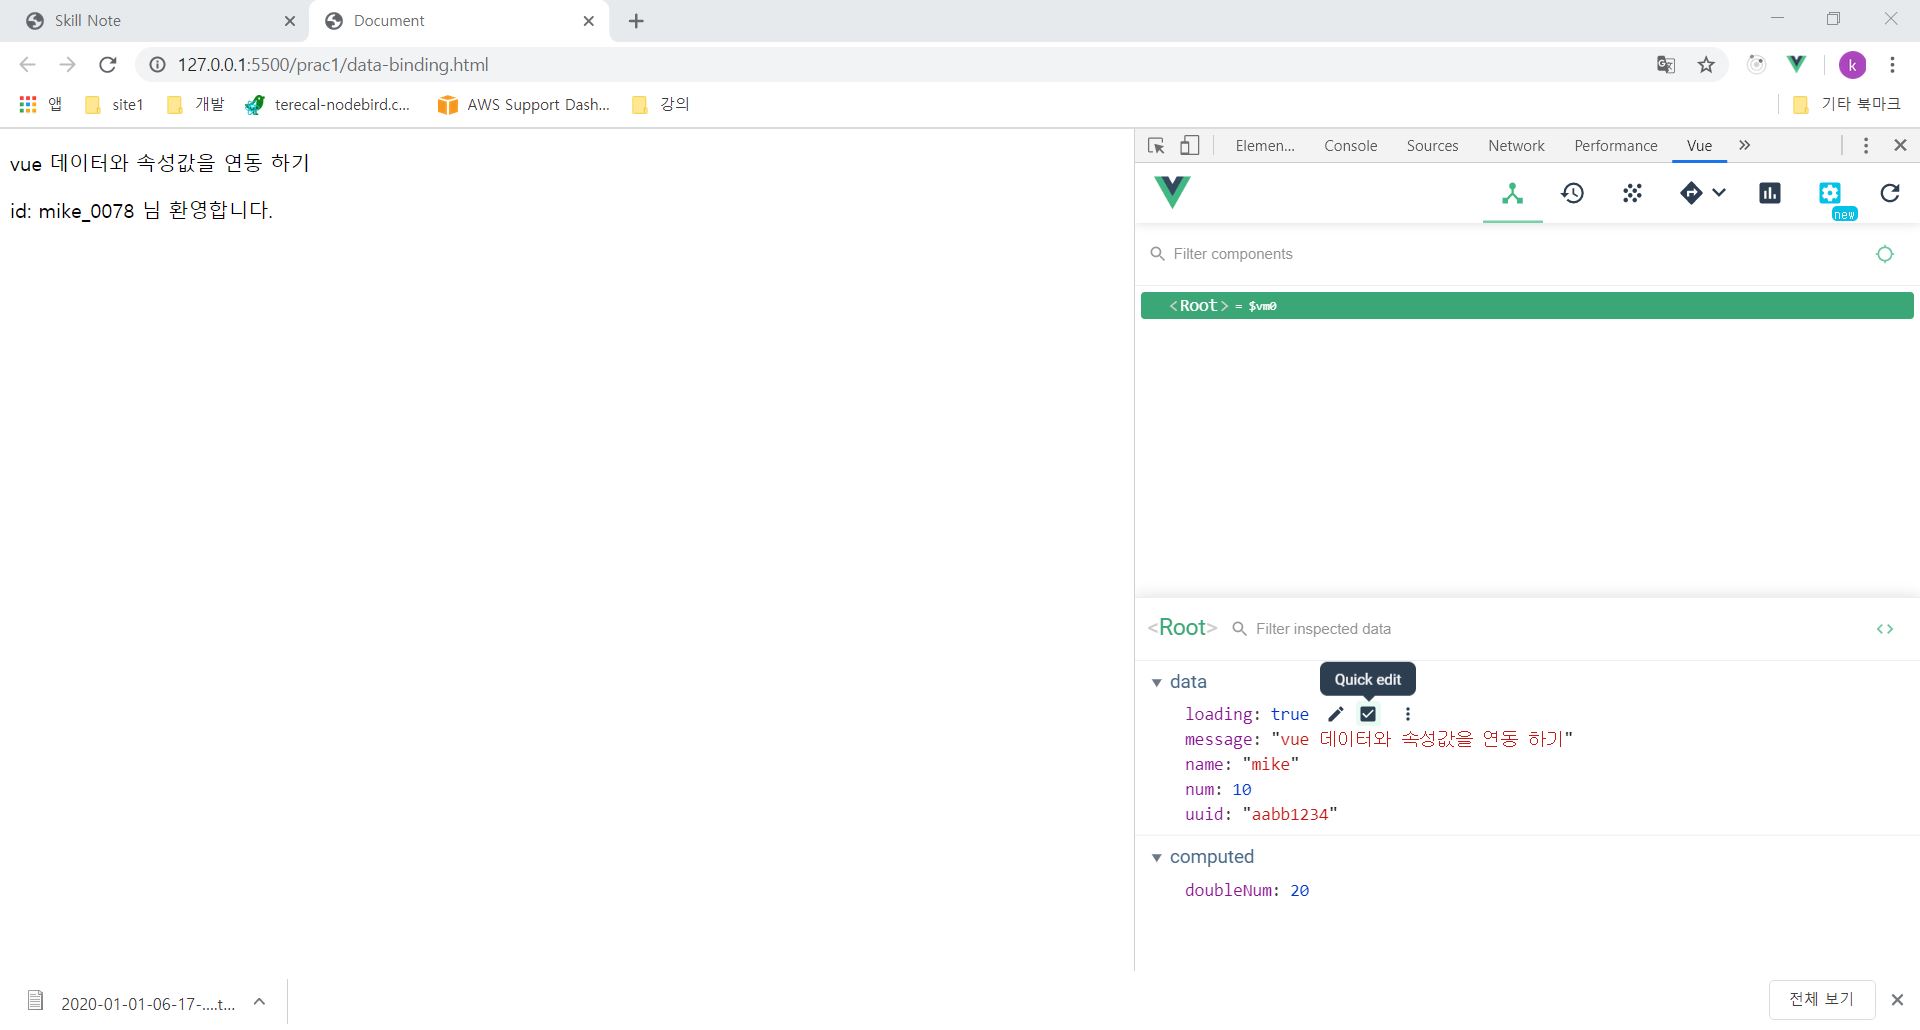 Skill Note
Document
127.0.0.1:5500/prac1/data-binding.html
k
앱
site1
개발
terecal-nodebird.c...
AWS Support Dash...
강의
기타 북마크
vue 데이터와 속성값을 연동 하기
id: mike_0078 님 환영합니다.
Elemen... Console Sources Network Performance Vue »
new
Filter components
<Root> = $vm0
<Root> Filter inspected data
data
Quick edit
loading: true
message: "vue 데이터와 속성값을 연동 하기"
name: "mike"
num: 10
uuid: "aabb1234"
computed
doubleNum: 20
2020-01-01-06-17-....t...
전체 보기